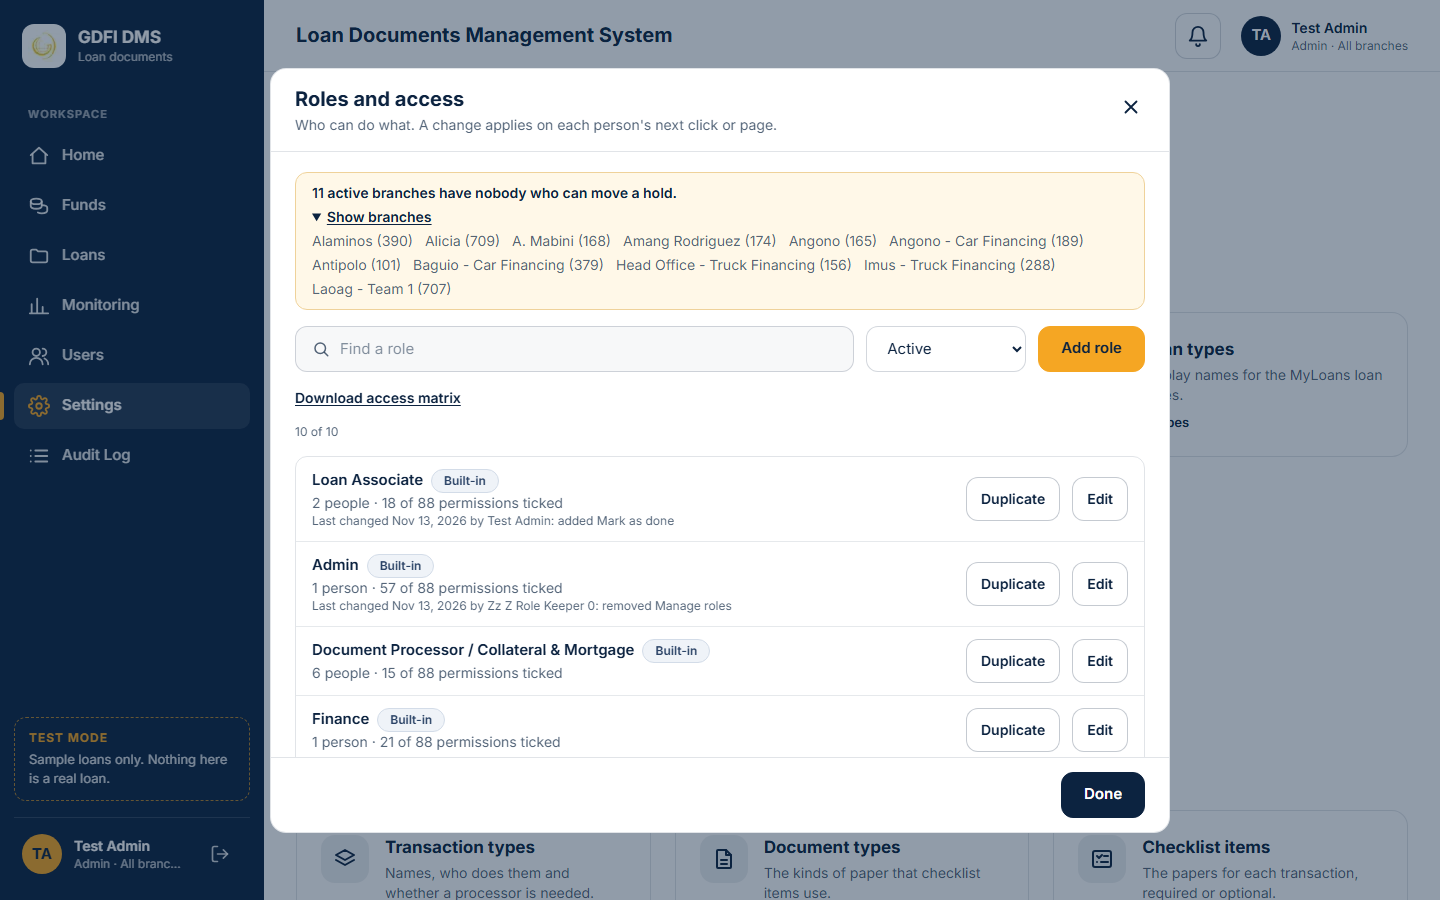 GDFI DMS
Loan documents
WORKSPACE
Home
Funds
Loans
Monitoring
Users
Settings
Audit Log
TEST MODE
Sample loans only. Nothing here
is a real loan.
TA
Test Admin
Admin · All branc...
Loan Documents Management System
TA
Test Admin
Admin · All branches
Roles and access
Who can do what. A change applies on each person's next click or page.
11 active branches have nobody who can move a hold.
▼ Show branches
Alaminos (390) Alicia (709) A. Mabini (168) Amang Rodriguez (174) Angono (165) Angono - Car Financing (189)
Antipolo (101) Baguio - Car Financing (379) Head Office - Truck Financing (156) Imus - Truck Financing (288)
Laoag - Team 1 (707)
Find a role
Active
Add role
Download access matrix
10 of 10
Loan Associate Built-in
2 people · 18 of 88 permissions ticked
Last changed Nov 13, 2026 by Test Admin: added Mark as done
Duplicate Edit
Admin Built-in
1 person · 57 of 88 permissions ticked
Last changed Nov 13, 2026 by Zz Z Role Keeper 0: removed Manage roles
Duplicate Edit
Document Processor / Collateral & Mortgage Built-in
6 people · 15 of 88 permissions ticked
Duplicate Edit
Finance Built-in
1 person · 21 of 88 permissions ticked
Duplicate Edit
Done
n types
lay names for the MyLoans loan
s.
pes
Transaction types
Names, who does them and
whether a processor is needed.
Document types
The kinds of paper that checklist
items use.
Checklist items
The papers for each transaction,
required or optional.